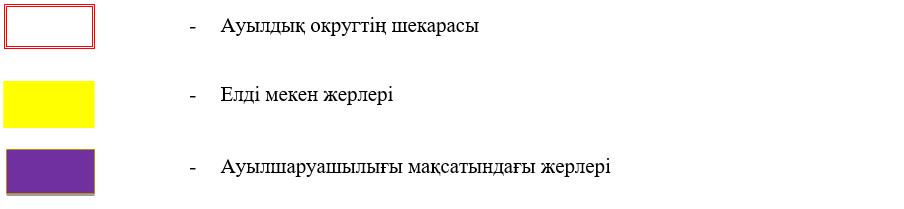 - Ауылдық округтің шекарасы
- Елді мекен жерлері
- Ауылшаруашылығы мақсатындағы жерлері